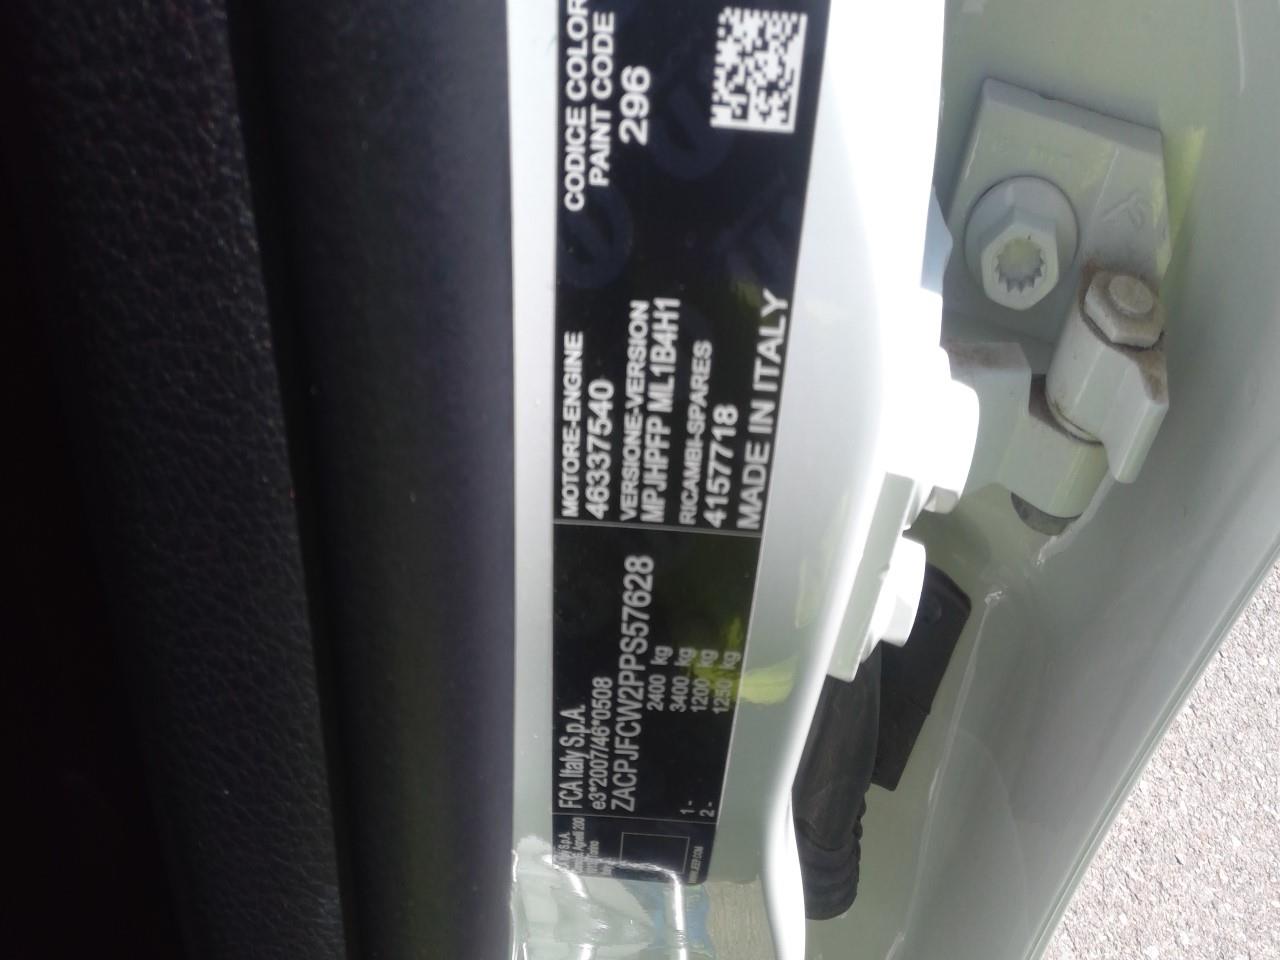 FCA Italy S.p.A.
e3*2007/46*0508
ZACPJFCW2PPS57628
2400 kg
3400 kg
1- 1200 kg
2- 1250 kg
MOTORE-ENGINE
46337540
VERSIONE-VERSION
MPJHPFP ML1B4H1
RICAMBI-SPARES
4157718
MADE IN ITALY
CODICE COLOR
PAINT CODE
296